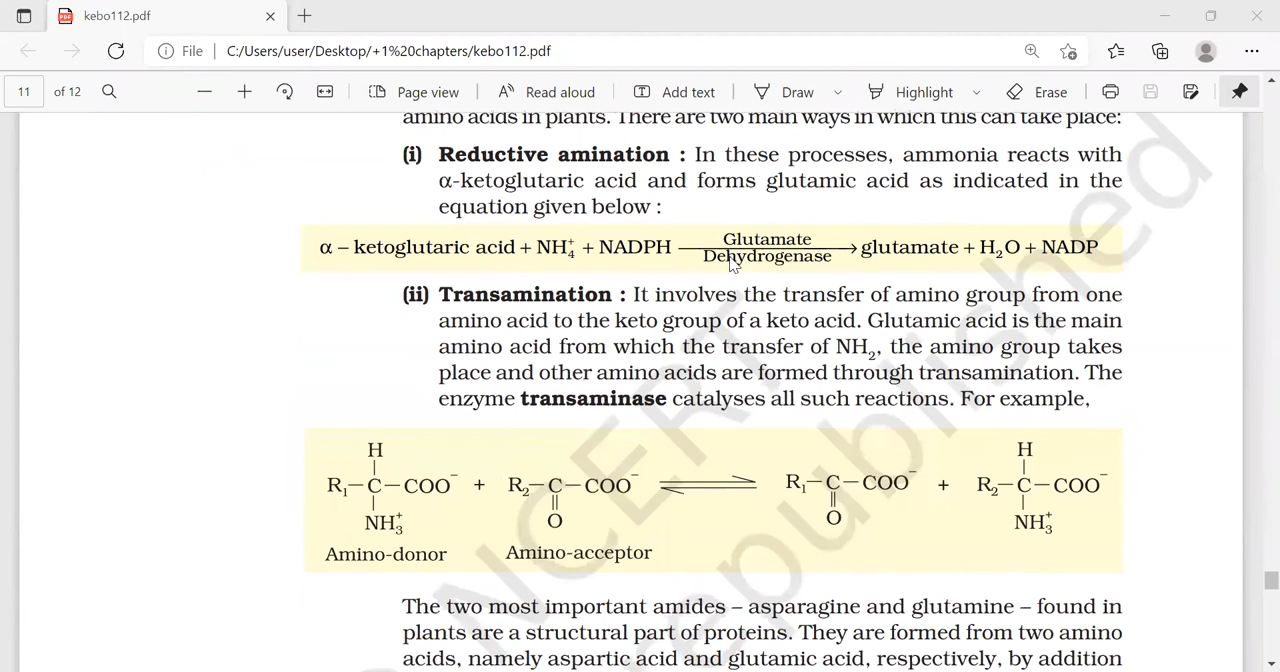 kebo112.pdf
File C:/Users/user/Desktop/+1%20chapters/kebo112.pdf
11 of 12 Page view Read aloud Add text Draw Highlight Erase
amino acids in plants. There are two main ways in which this can take place:
(i) Reductive amination : In these processes, ammonia reacts with
α-ketoglutaric acid and forms glutamic acid as indicated in the
equation given below :
α – ketoglutaric acid + NH₄⁺ + NADPH ⟶ glutamate + H₂O + NADP
Glutamate
Dehydrogenase
(ii) Transamination : It involves the transfer of amino group from one
amino acid to the keto group of a keto acid. Glutamic acid is the main
amino acid from which the transfer of NH₂, the amino group takes
place and other amino acids are formed through transamination. The
enzyme transaminase catalyses all such reactions. For example,
H H
R₁–C–COO⁻ + R₂–C–COO⁻ ⇌ R₁–C–COO⁻ + R₂–C–COO⁻
NH₃⁺ O O NH₃⁺
Amino-donor Amino-acceptor
The two most important amides – asparagine and glutamine – found in
plants are a structural part of proteins. They are formed from two amino
acids, namely aspartic acid and glutamic acid, respectively, by addition
NCERT
republished